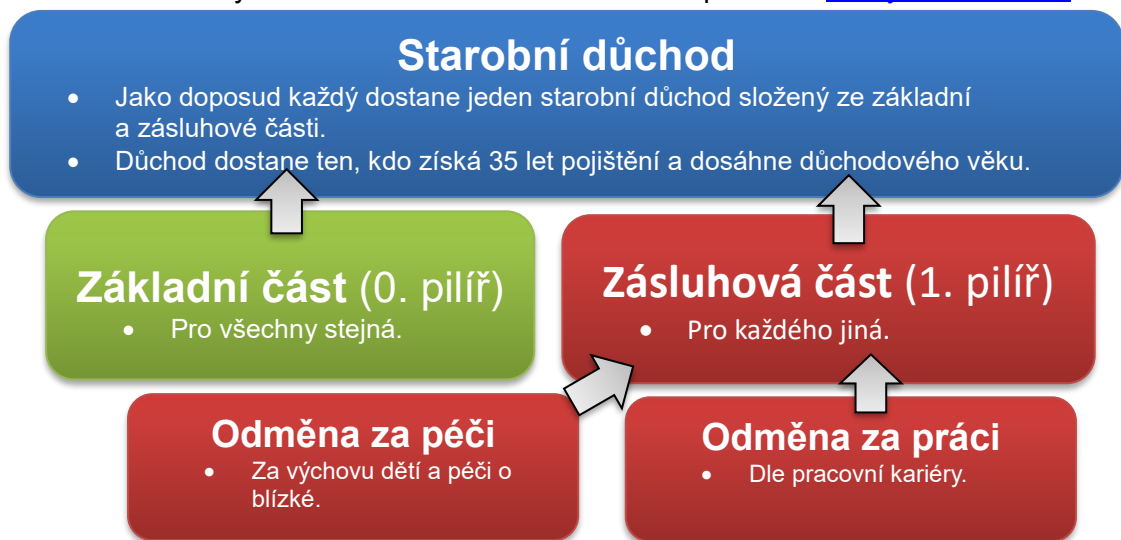 Starobní důchod
• Jako doposud každý dostane jeden starobní důchod složený ze základní
a zásluhové části.
• Důchod dostane ten, kdo získá 35 let pojištění a dosáhne důchodového věku.
Základní část (0. pilíř)
• Pro všechny stejná.
Zásluhová část (1. pilíř)
• Pro každého jiná.
Odměna za péči
• Za výchovu dětí a péči o
blízké.
Odměna za práci
• Dle pracovní kariéry.